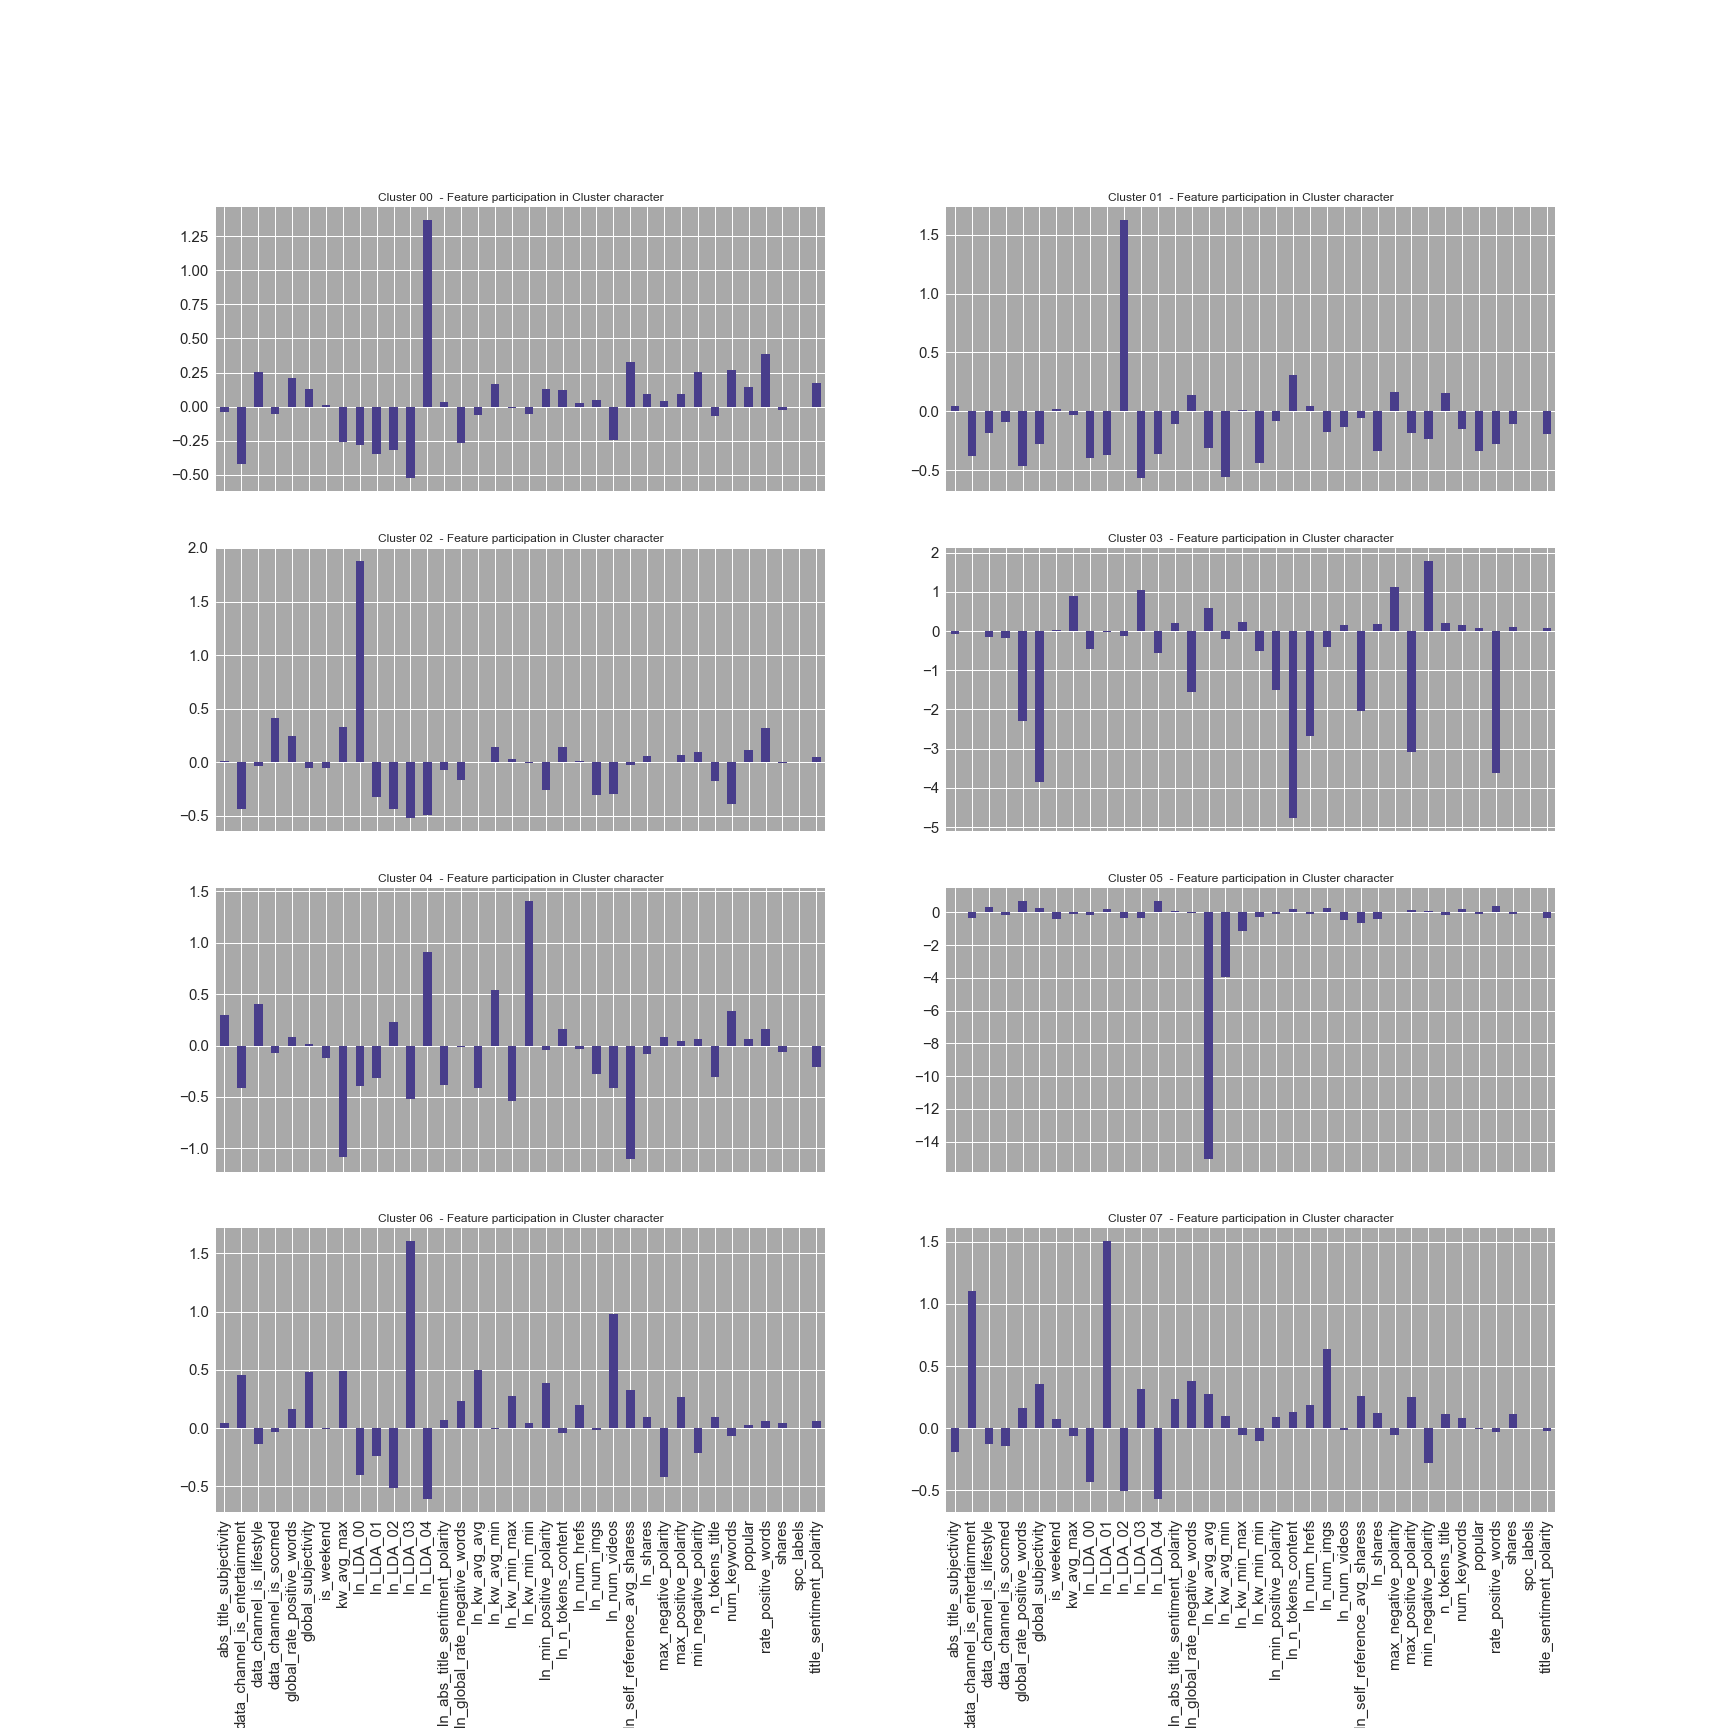 Cluster 00  - Feature participation in Cluster character
1.25
1.00
0.75
0.50
0.25
0.00
−0.25
−0.50
Cluster 01  - Feature participation in Cluster character
1.5
1.0
0.5
0.0
−0.5
Cluster 02  - Feature participation in Cluster character
2.0
1.5
1.0
0.5
0.0
−0.5
Cluster 03  - Feature participation in Cluster character
2
1
0
−1
−2
−3
−4
−5
Cluster 04  - Feature participation in Cluster character
1.5
1.0
0.5
0.0
−0.5
−1.0
Cluster 05  - Feature participation in Cluster character
0
−2
−4
−6
−8
−10
−12
−14
Cluster 06  - Feature participation in Cluster character
1.5
1.0
0.5
0.0
−0.5
abs_title_subjectivity
data_channel_is_entertainment
data_channel_is_lifestyle
data_channel_is_socmed
global_rate_positive_words
global_subjectivity
is_weekend
kw_avg_max
ln_LDA_00
ln_LDA_01
ln_LDA_02
ln_LDA_03
ln_LDA_04
ln_abs_title_sentiment_polarity
ln_global_rate_negative_words
ln_kw_avg_avg
ln_kw_avg_min
ln_kw_min_max
ln_kw_min_min
ln_min_positive_polarity
ln_n_tokens_content
ln_num_hrefs
ln_num_imgs
ln_num_videos
ln_self_reference_avg_sharess
ln_shares
max_negative_polarity
max_positive_polarity
min_negative_polarity
n_tokens_title
num_keywords
popular
rate_positive_words
shares
spc_labels
title_sentiment_polarity
Cluster 07  - Feature participation in Cluster character
1.5
1.0
0.5
0.0
−0.5
abs_title_subjectivity
data_channel_is_entertainment
data_channel_is_lifestyle
data_channel_is_socmed
global_rate_positive_words
global_subjectivity
is_weekend
kw_avg_max
ln_LDA_00
ln_LDA_01
ln_LDA_02
ln_LDA_03
ln_LDA_04
ln_abs_title_sentiment_polarity
ln_global_rate_negative_words
ln_kw_avg_avg
ln_kw_avg_min
ln_kw_min_max
ln_kw_min_min
ln_min_positive_polarity
ln_n_tokens_content
ln_num_hrefs
ln_num_imgs
ln_num_videos
ln_self_reference_avg_sharess
ln_shares
max_negative_polarity
max_positive_polarity
min_negative_polarity
n_tokens_title
num_keywords
popular
rate_positive_words
shares
spc_labels
title_sentiment_polarity